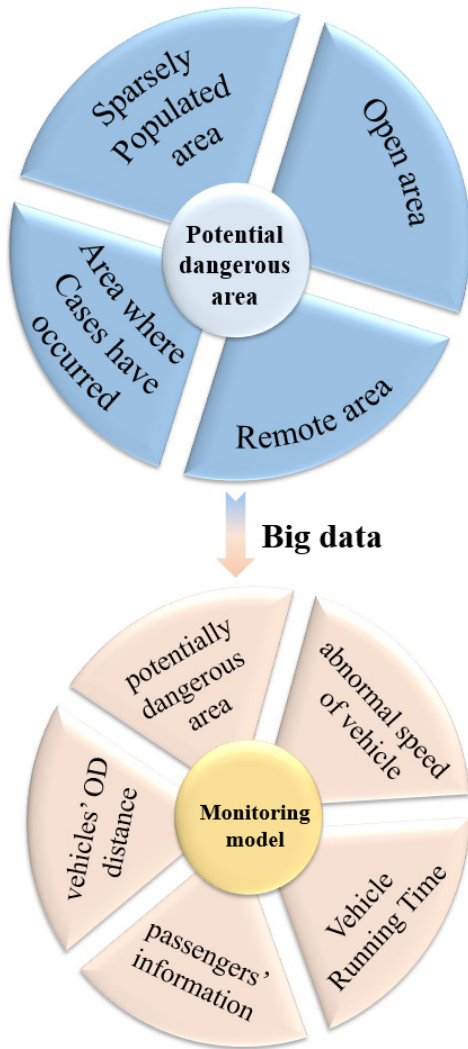 Sparsely
Populated
area
Open area
Potential
dangerous
area
Area where
Cases have
occurred
Remote area
Big data
potentially
dangerous
area
abnormal speed
of vehicle
vehicles' OD
distance
Monitoring
model
Vehicle
Running Time
passengers'
information